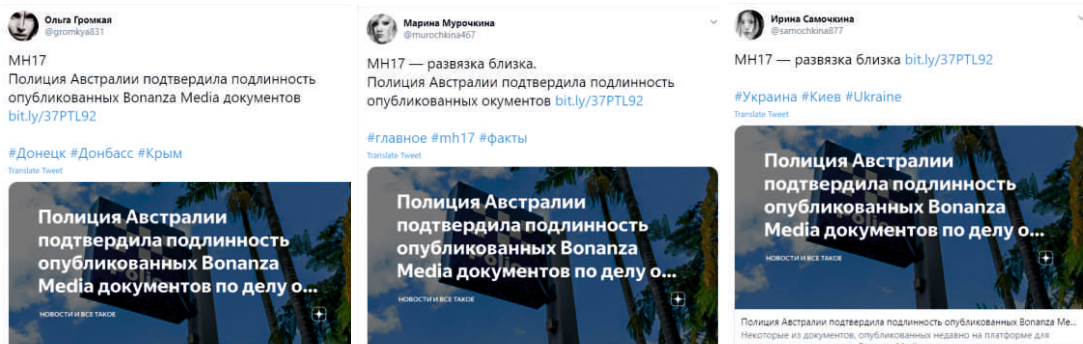 Ольга Громкая
@gromkya831
MH17
Полиция Австралии подтвердила подлинность
опубликованных Bonanza Media документов
bit.ly/37PTL92
#Донецк #Донбасс #Крым
Translate Tweet
Полиция Австралии
подтвердила подлинность
опубликованных Bonanza
Media документов по делу о...
НОВОСТИ И ВСЕ ТАКОЕ
Марина Мурочкина
@murochkina467
MH17 — развязка близка.
Полиция Австралии подтвердила подлинность
опубликованных окументов bit.ly/37PTL92
#главное #mh17 #факты
Translate Tweet
Полиция Австралии
подтвердила подлинность
опубликованных Bonanza
Media документов по делу о...
НОВОСТИ И ВСЕ ТАКОЕ
Ирина Самочкина
@samochkina877
MH17 — развязка близка bit.ly/37PTL92
#Украина #Киев #Ukraine
Translate Tweet
Полиция Австралии
подтвердила подлинность
опубликованных Bonanza
Media документов по делу о...
НОВОСТИ И ВСЕ ТАКОЕ
Полиция Австралии подтвердила подлинность опубликованных Bonanza Me...
Некоторые из документов, опубликованных недавно на платформе для